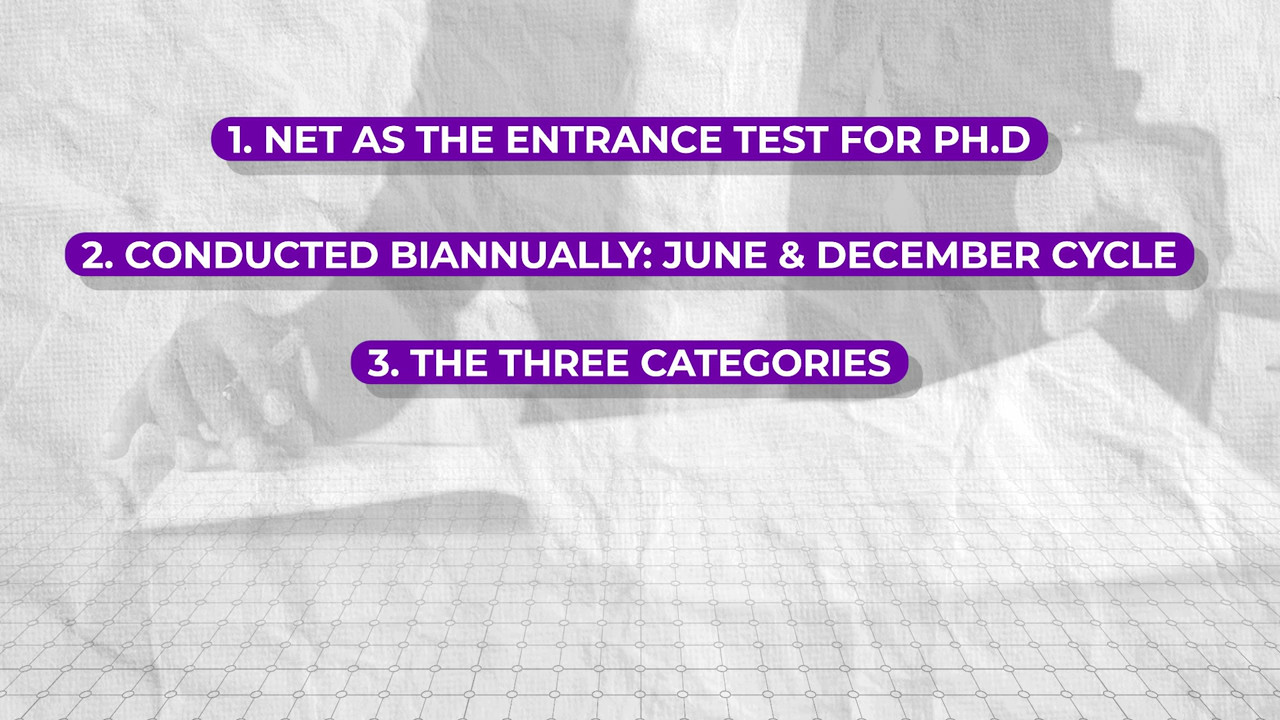 1. NET AS THE ENTRANCE TEST FOR PH.D
2. CONDUCTED BIANNUALLY: JUNE & DECEMBER CYCLE
3. THE THREE CATEGORIES